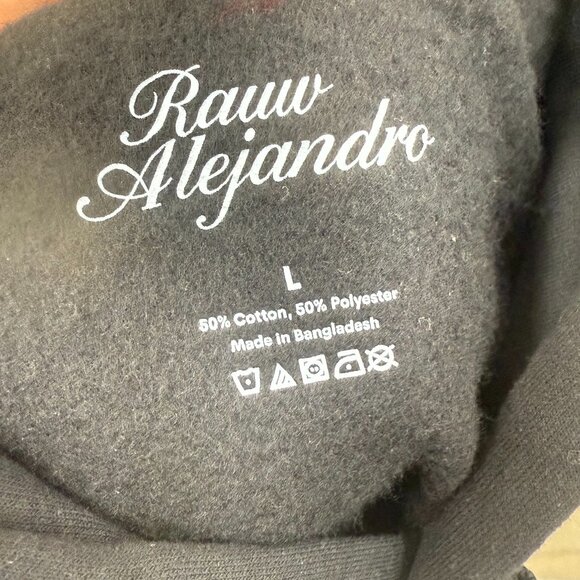 Rauw
Alejandro
L
50% Cotton, 50% Polyester
Made in Bangladesh